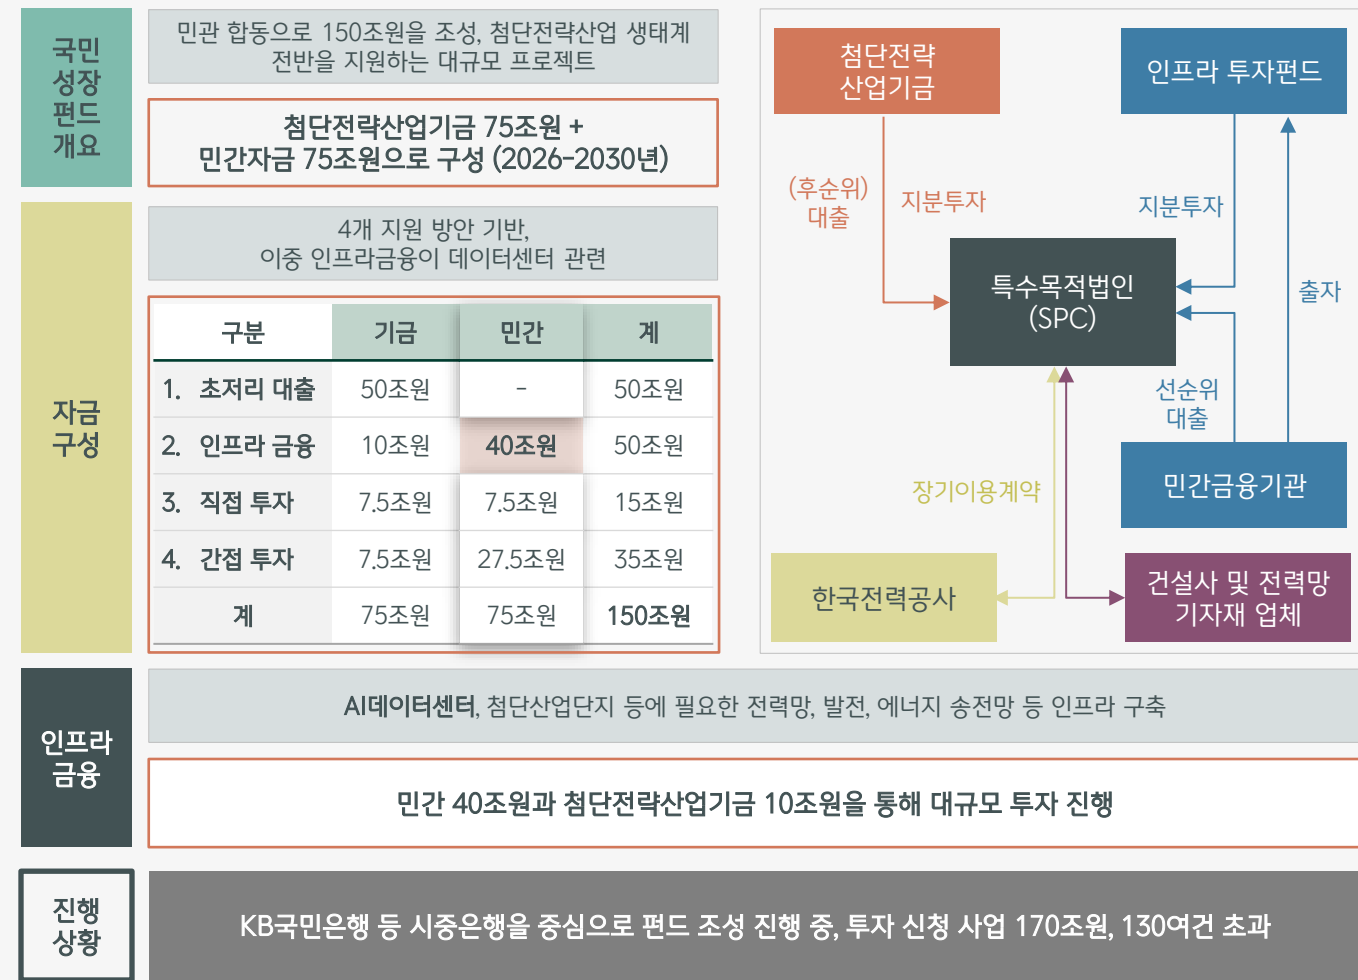 국민
성장
펀드
개요
민관 합동으로 150조원을 조성, 첨단전략산업 생태계
전반을 지원하는 대규모 프로젝트
첨단전략산업기금 75조원 +
민간자금 75조원으로 구성 (2026-2030년)
자금
구성
4개 지원 방안 기반,
이중 인프라금융이 데이터센터 관련
구분 기금 민간 계
1. 초저리 대출 50조원 - 50조원
2. 인프라 금융 10조원 40조원 50조원
3. 직접 투자 7.5조원 7.5조원 15조원
4. 간접 투자 7.5조원 27.5조원 35조원
계 75조원 75조원 150조원
첨단전략
산업기금
인프라 투자펀드
(후순위)
대출
지분투자
지분투자
특수목적법인
(SPC)
출자
선순위
대출
장기이용계약
민간금융기관
한국전력공사
건설사 및 전력망
기자재 업체
인프라
금융
AI데이터센터, 첨단산업단지 등에 필요한 전력망, 발전, 에너지 송전망 등 인프라 구축
민간 40조원과 첨단전략산업기금 10조원을 통해 대규모 투자 진행
진행
상황
KB국민은행 등 시중은행을 중심으로 펀드 조성 진행 중, 투자 신청 사업 170조원, 130여건 초과